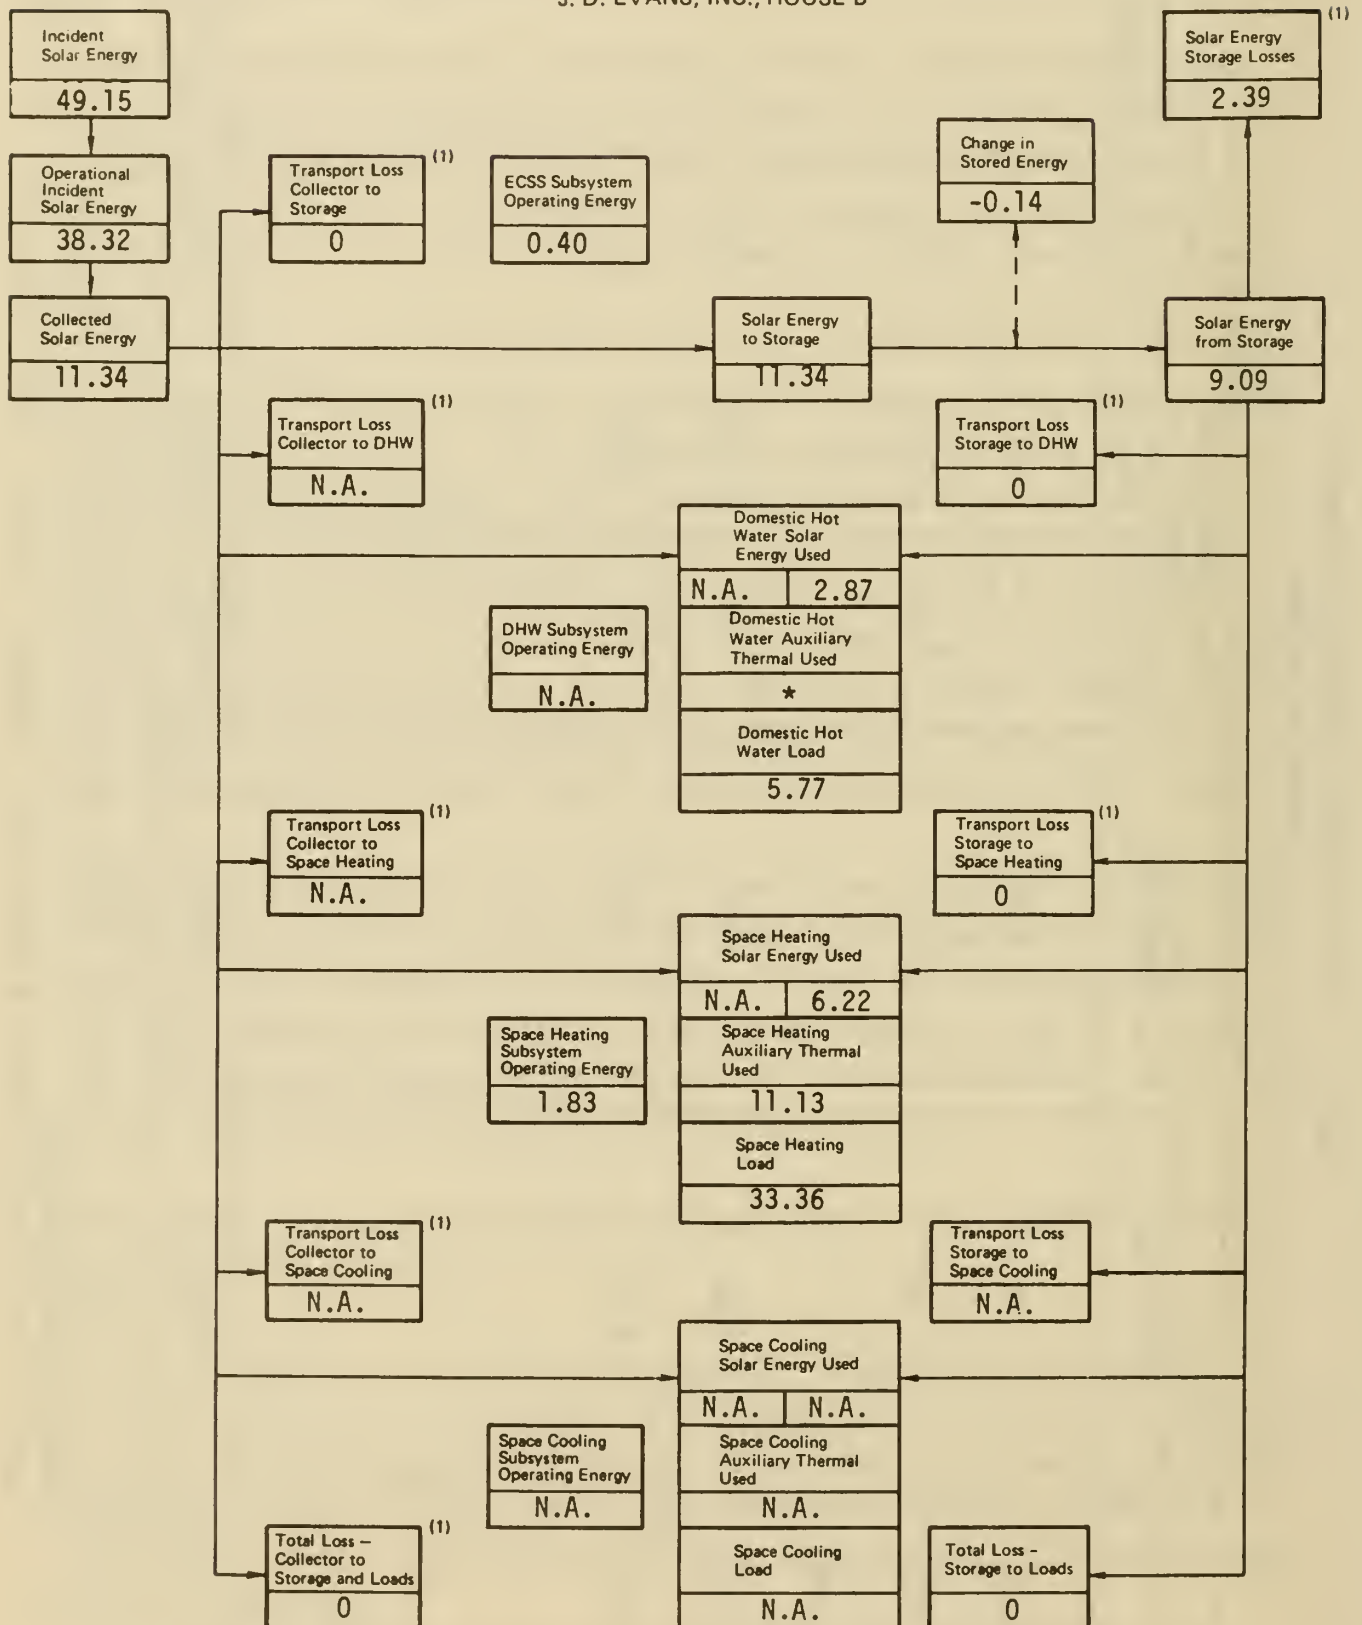 J. D. EVANS, INC., HOUSE B
Incident
Solar Energy
49.15
(1)
Solar Energy
Storage Losses
2.39
Operational
Incident
Solar Energy
38.32
(1)
Transport Loss
Collector to
Storage
0
ECSS Subsystem
Operating Energy
0.40
Change in
Stored Energy
-0.14
Collected
Solar Energy
11.34
Solar Energy
to Storage
11.34
Solar Energy
from Storage
9.09
(1)
Transport Loss
Collector to DHW
N.A.
(1)
Transport Loss
Storage to DHW
0
Domestic Hot
Water Solar
Energy Used
N.A. 2.87
Domestic Hot
Water Auxiliary
Thermal Used
*
Domestic Hot
Water Load
5.77
DHW Subsystem
Operating Energy
N.A.
(1)
Transport Loss
Collector to
Space Heating
N.A.
(1)
Transport Loss
Storage to
Space Heating
0
Space Heating
Solar Energy Used
N.A. 6.22
Space Heating
Auxiliary Thermal
Used
11.13
Space Heating
Load
33.36
Space Heating
Subsystem
Operating Energy
1.83
(1)
Transport Loss
Collector to
Space Cooling
N.A.
Transport Loss
Storage to
Space Cooling
N.A.
Space Cooling
Solar Energy Used
N.A. N.A.
Space Cooling
Auxiliary Thermal
Used
N.A.
Space Cooling
Load
N.A.
Space Cooling
Subsystem
Operating Energy
N.A.
(1)
Total Loss –
Collector to
Storage and Loads
0
Total Loss –
Storage to Loads
0